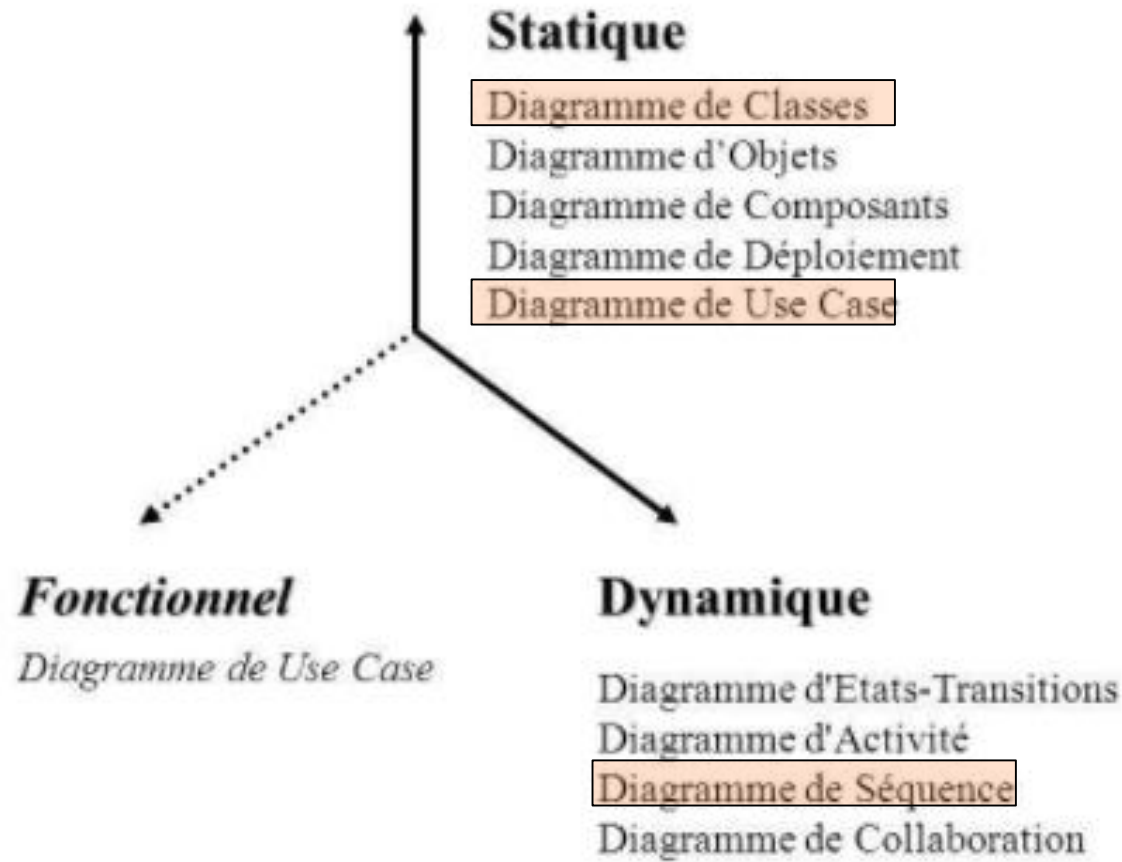 Statique
Diagramme de Classes
Diagramme d'Objets
Diagramme de Composants
Diagramme de Déploiement
Diagramme de Use Case
Fonctionnel
Diagramme de Use Case
Dynamique
Diagramme d'Etats-Transitions
Diagramme d'Activité
Diagramme de Séquence
Diagramme de Collaboration